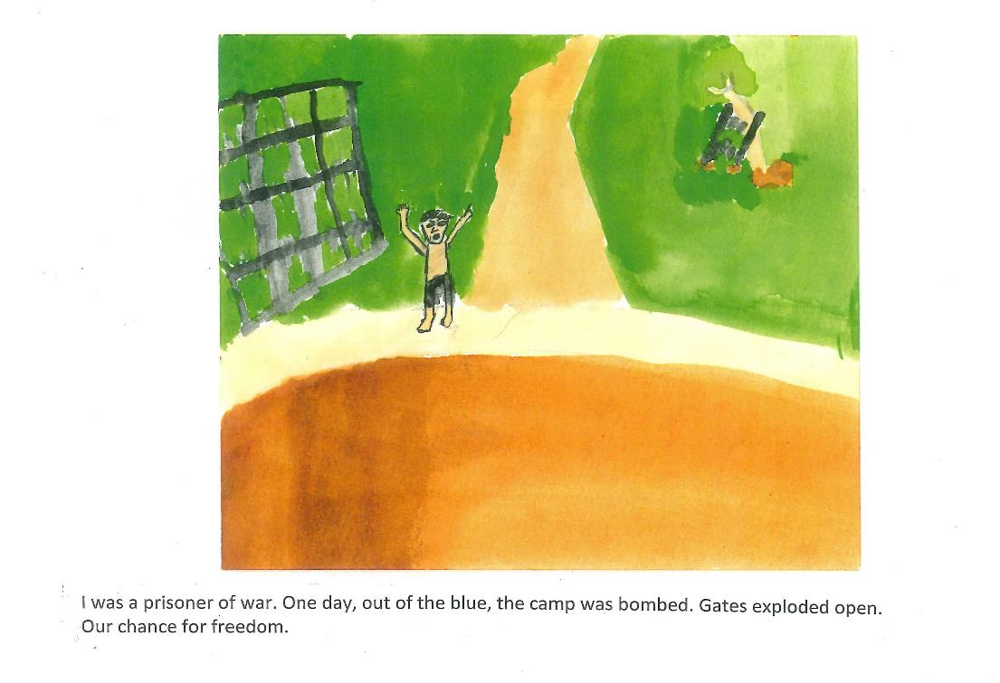 I was a prisoner of war. One day, out of the blue, the camp was bombed. Gates exploded open.
Our chance for freedom.